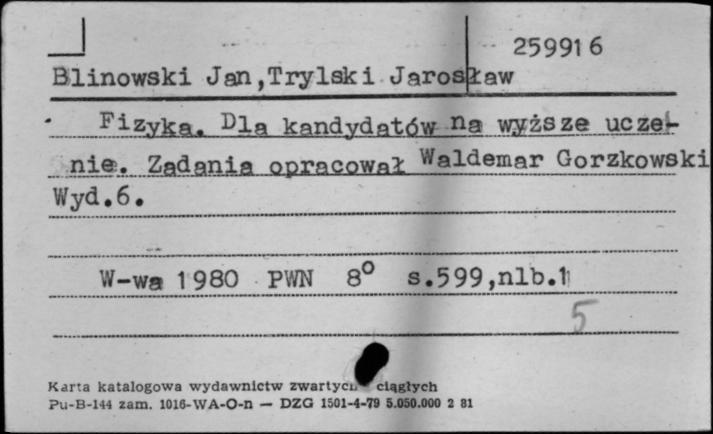 259916
Blinowski Jan,Trylski Jarosław
Fizyka. Dla kandydatów na wyższe uczel-
nie. Zadania opracował Waldemar Gorzkowski
Wyd.6.
W-wa 1980 PWN 8° s.599,nlb.1
5
Karta katalogowa wydawnictw zwartych ciągłych
Pu-B-144 zam. 1016-WA-O-n — DZG 1501-4-79 5.050.000 2 81